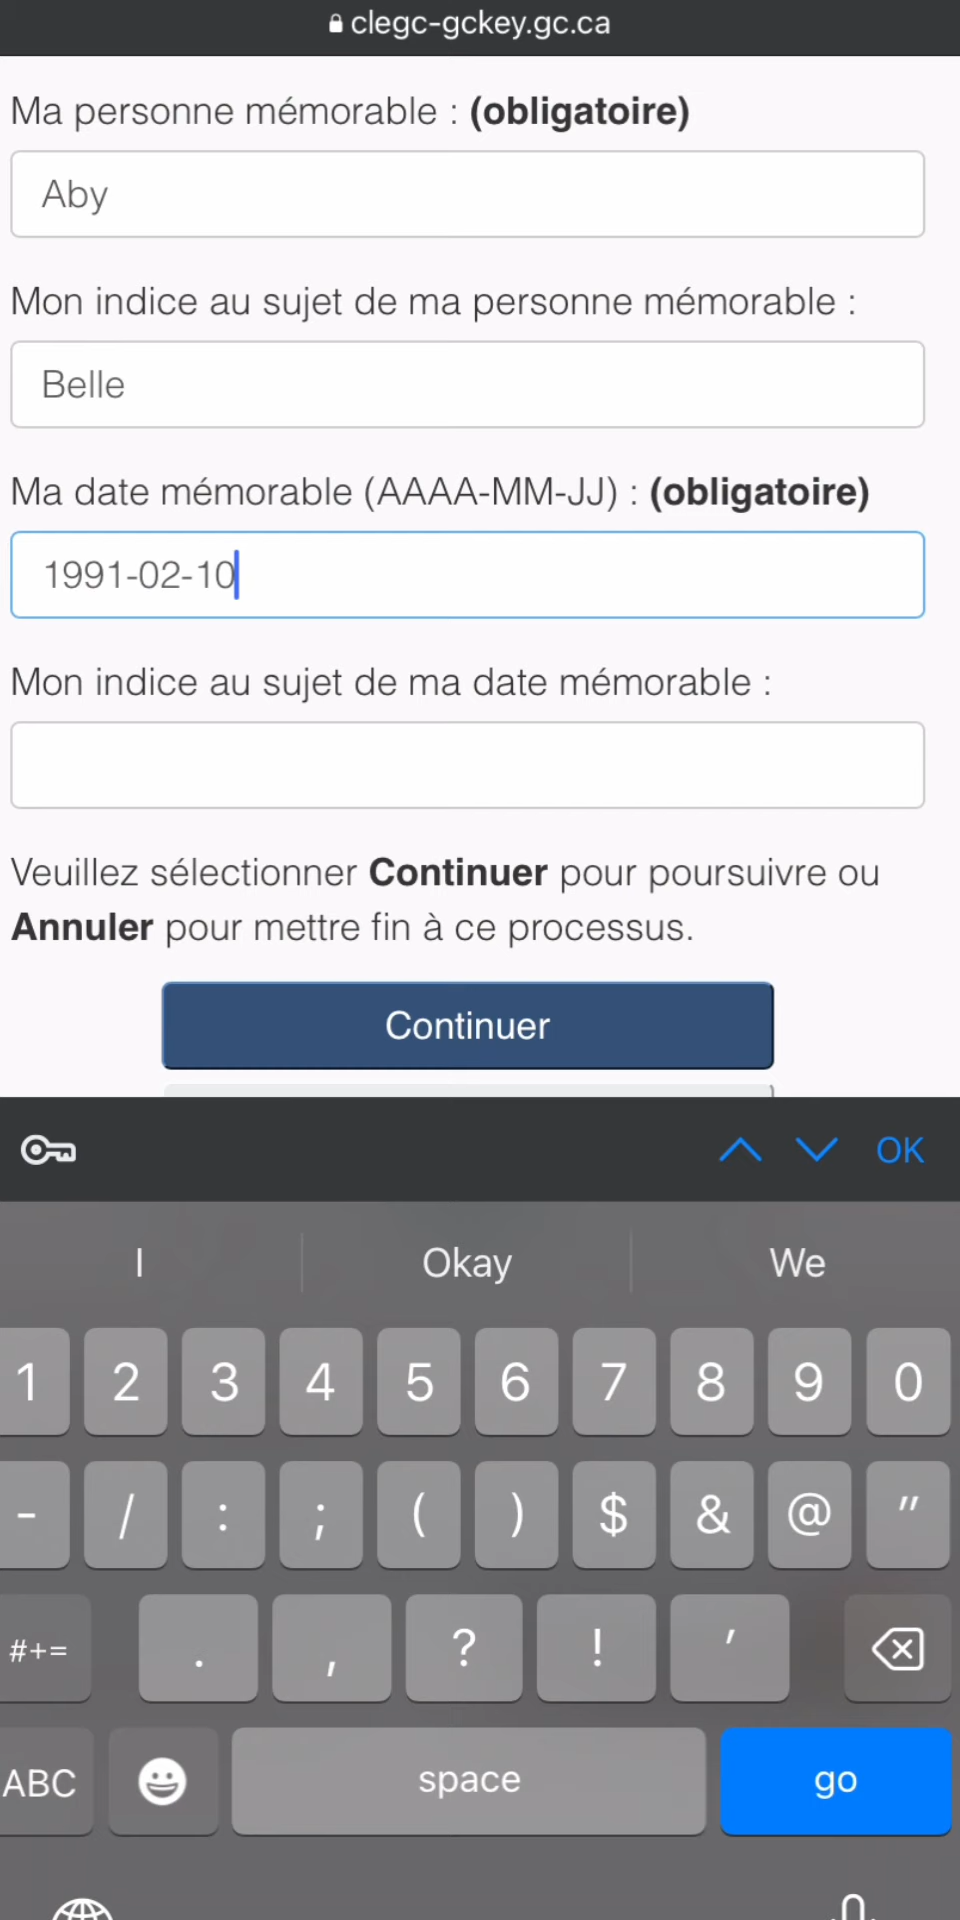 clegc-gckey.gc.ca
Ma personne mémorable : (obligatoire)
Aby
Mon indice au sujet de ma personne mémorable :
Belle
Ma date mémorable (AAAA-MM-JJ) : (obligatoire)
1991-02-10
Mon indice au sujet de ma date mémorable :
Veuillez sélectionner Continuer pour poursuivre ou
Annuler pour mettre fin à ce processus.
Continuer
OK
I Okay We
1 2 3 4 5 6 7 8 9 0
- / : ; ( ) $ & @ "
#+= . , ? ! '
ABC space go